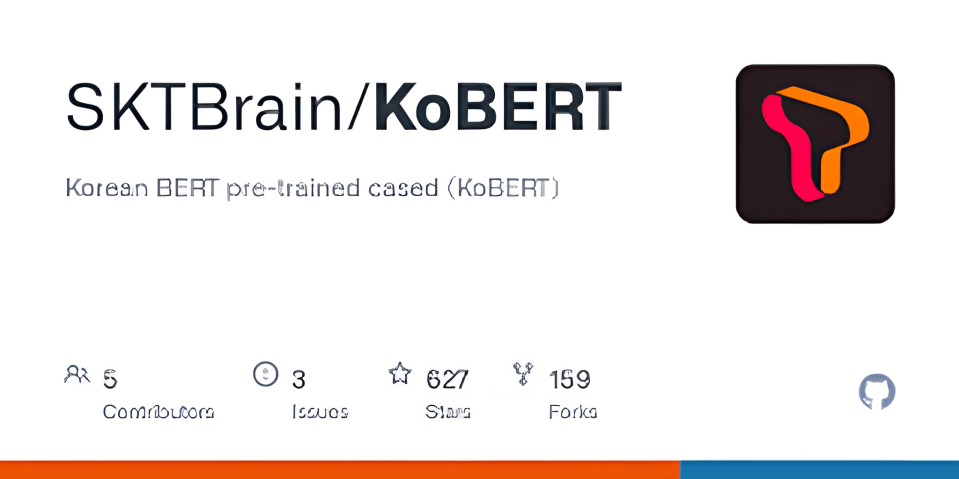 SKTBrain/KoBERT
Korean BERT pre-trained cased (KoBERT)
5
Contributors
3
Issues
627
Stars
159
Forks